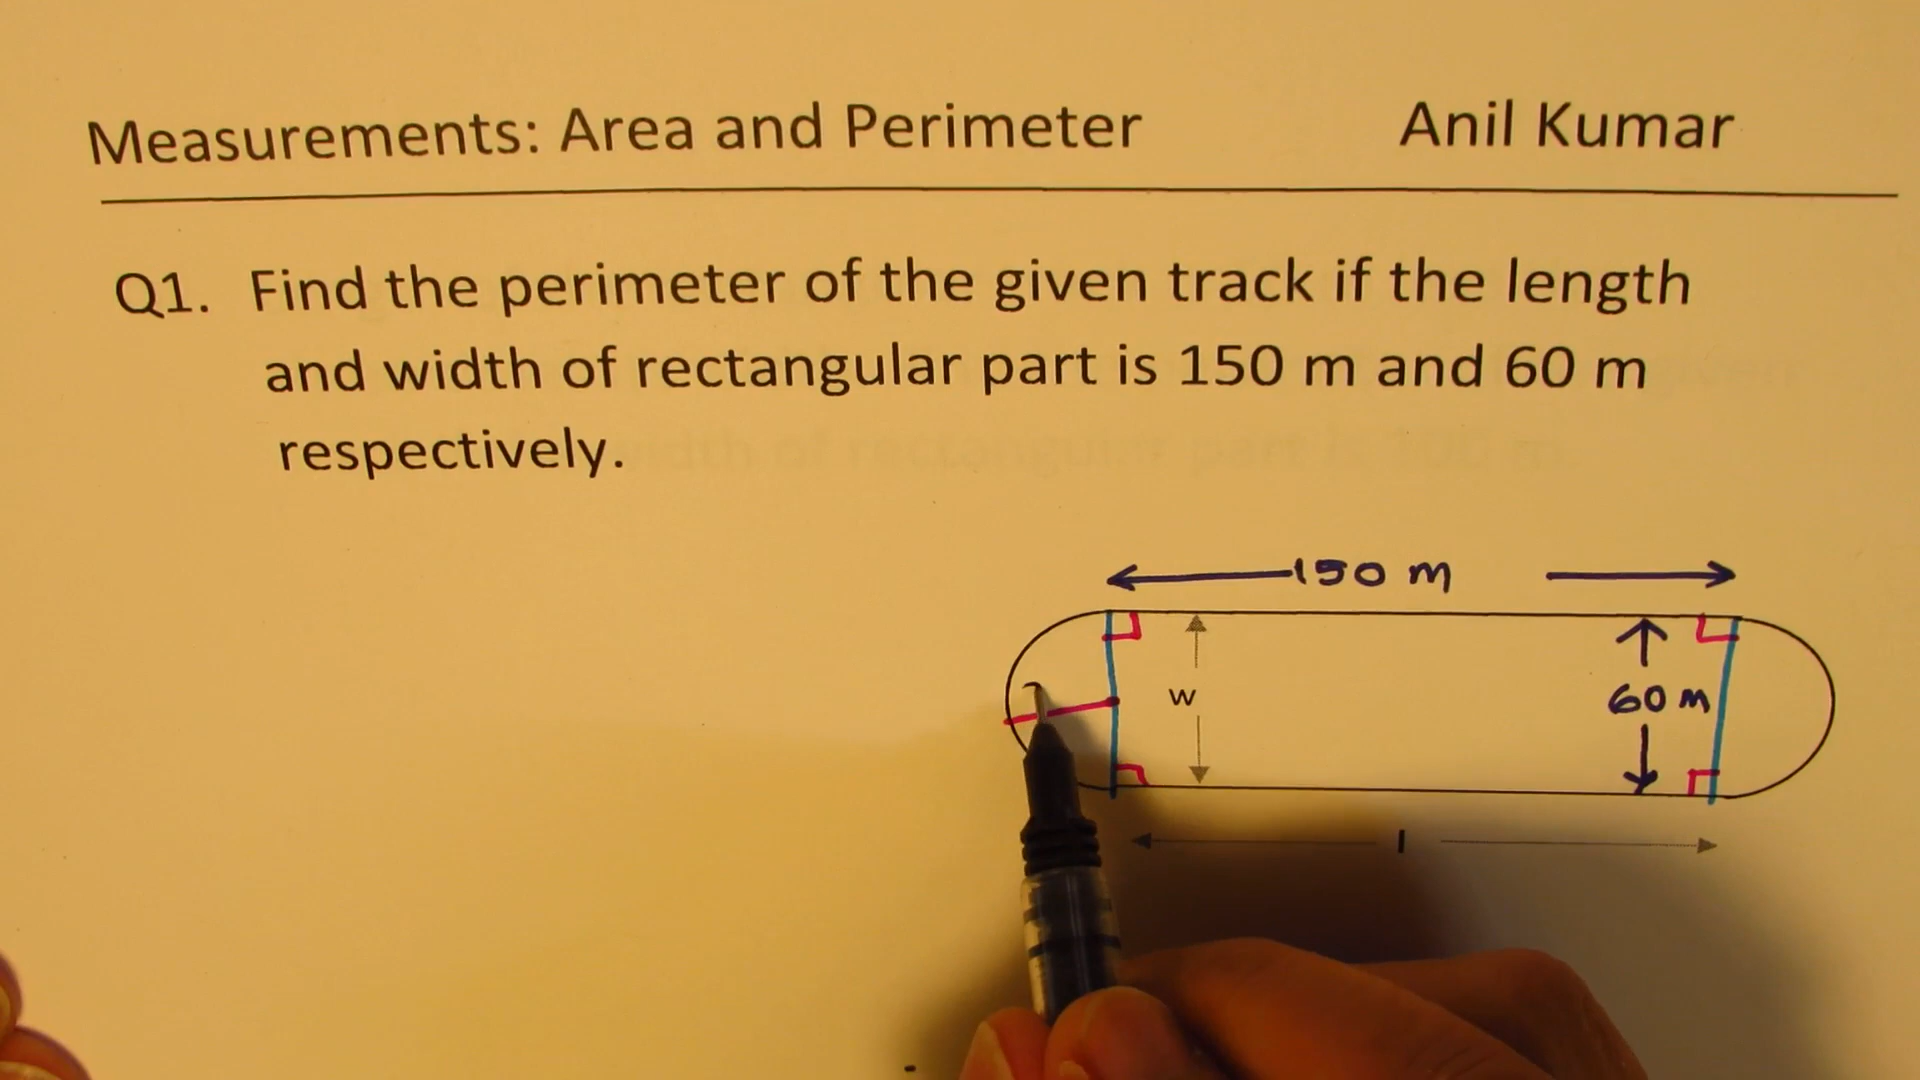 Measurements: Area and Perimeter Anil Kumar
Q1. Find the perimeter of the given track if the length
and width of rectangular part is 150 m and 60 m
respectively.
150 m
w
60 m
l